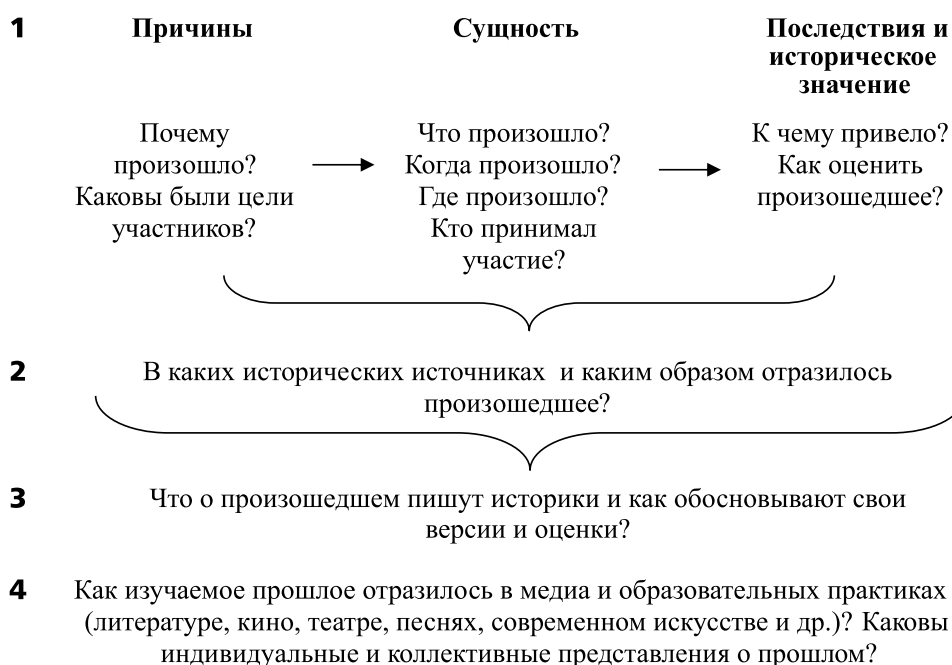 1 Причины Сущность Последствия и
историческое
значение
Почему
произошло?
Каковы были цели
участников?
Что произошло?
Когда произошло?
Где произошло?
Кто принимал
участие?
К чему привело?
Как оценить
произошедшее?
2 В каких исторических источниках и каким образом отразилось
произошедшее?
3 Что о произошедшем пишут историки и как обосновывают свои
версии и оценки?
4 Как изучаемое прошлое отразилось в медиа и образовательных практиках
(литературе, кино, театре, песнях, современном искусстве и др.)? Каковы
индивидуальные и коллективные представления о прошлом?